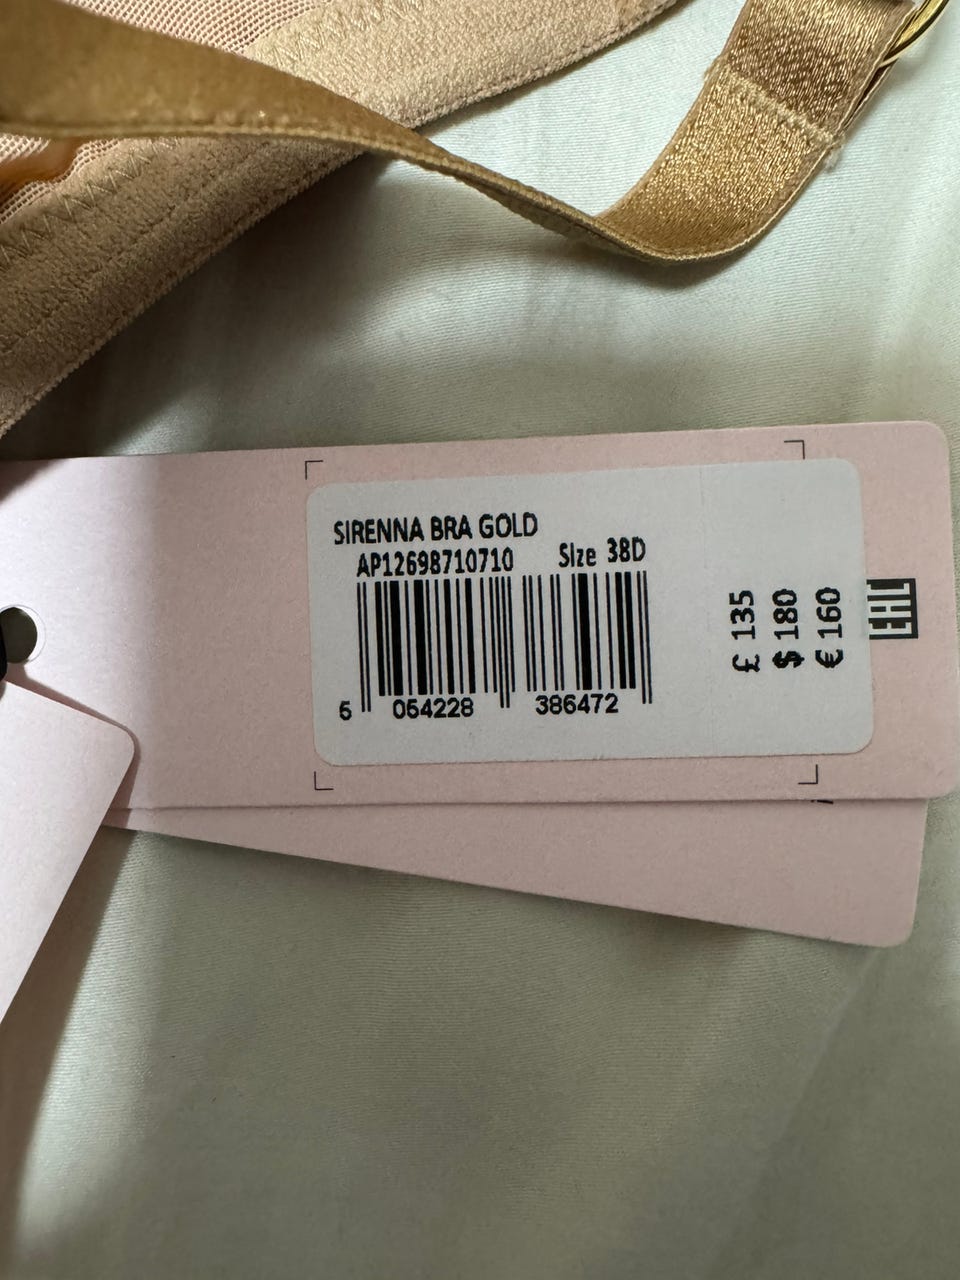 SIRENNA BRA GOLD
AP12698710710 Size 38D
5 054228 386472
£ 135
$ 180
€ 160
EAC